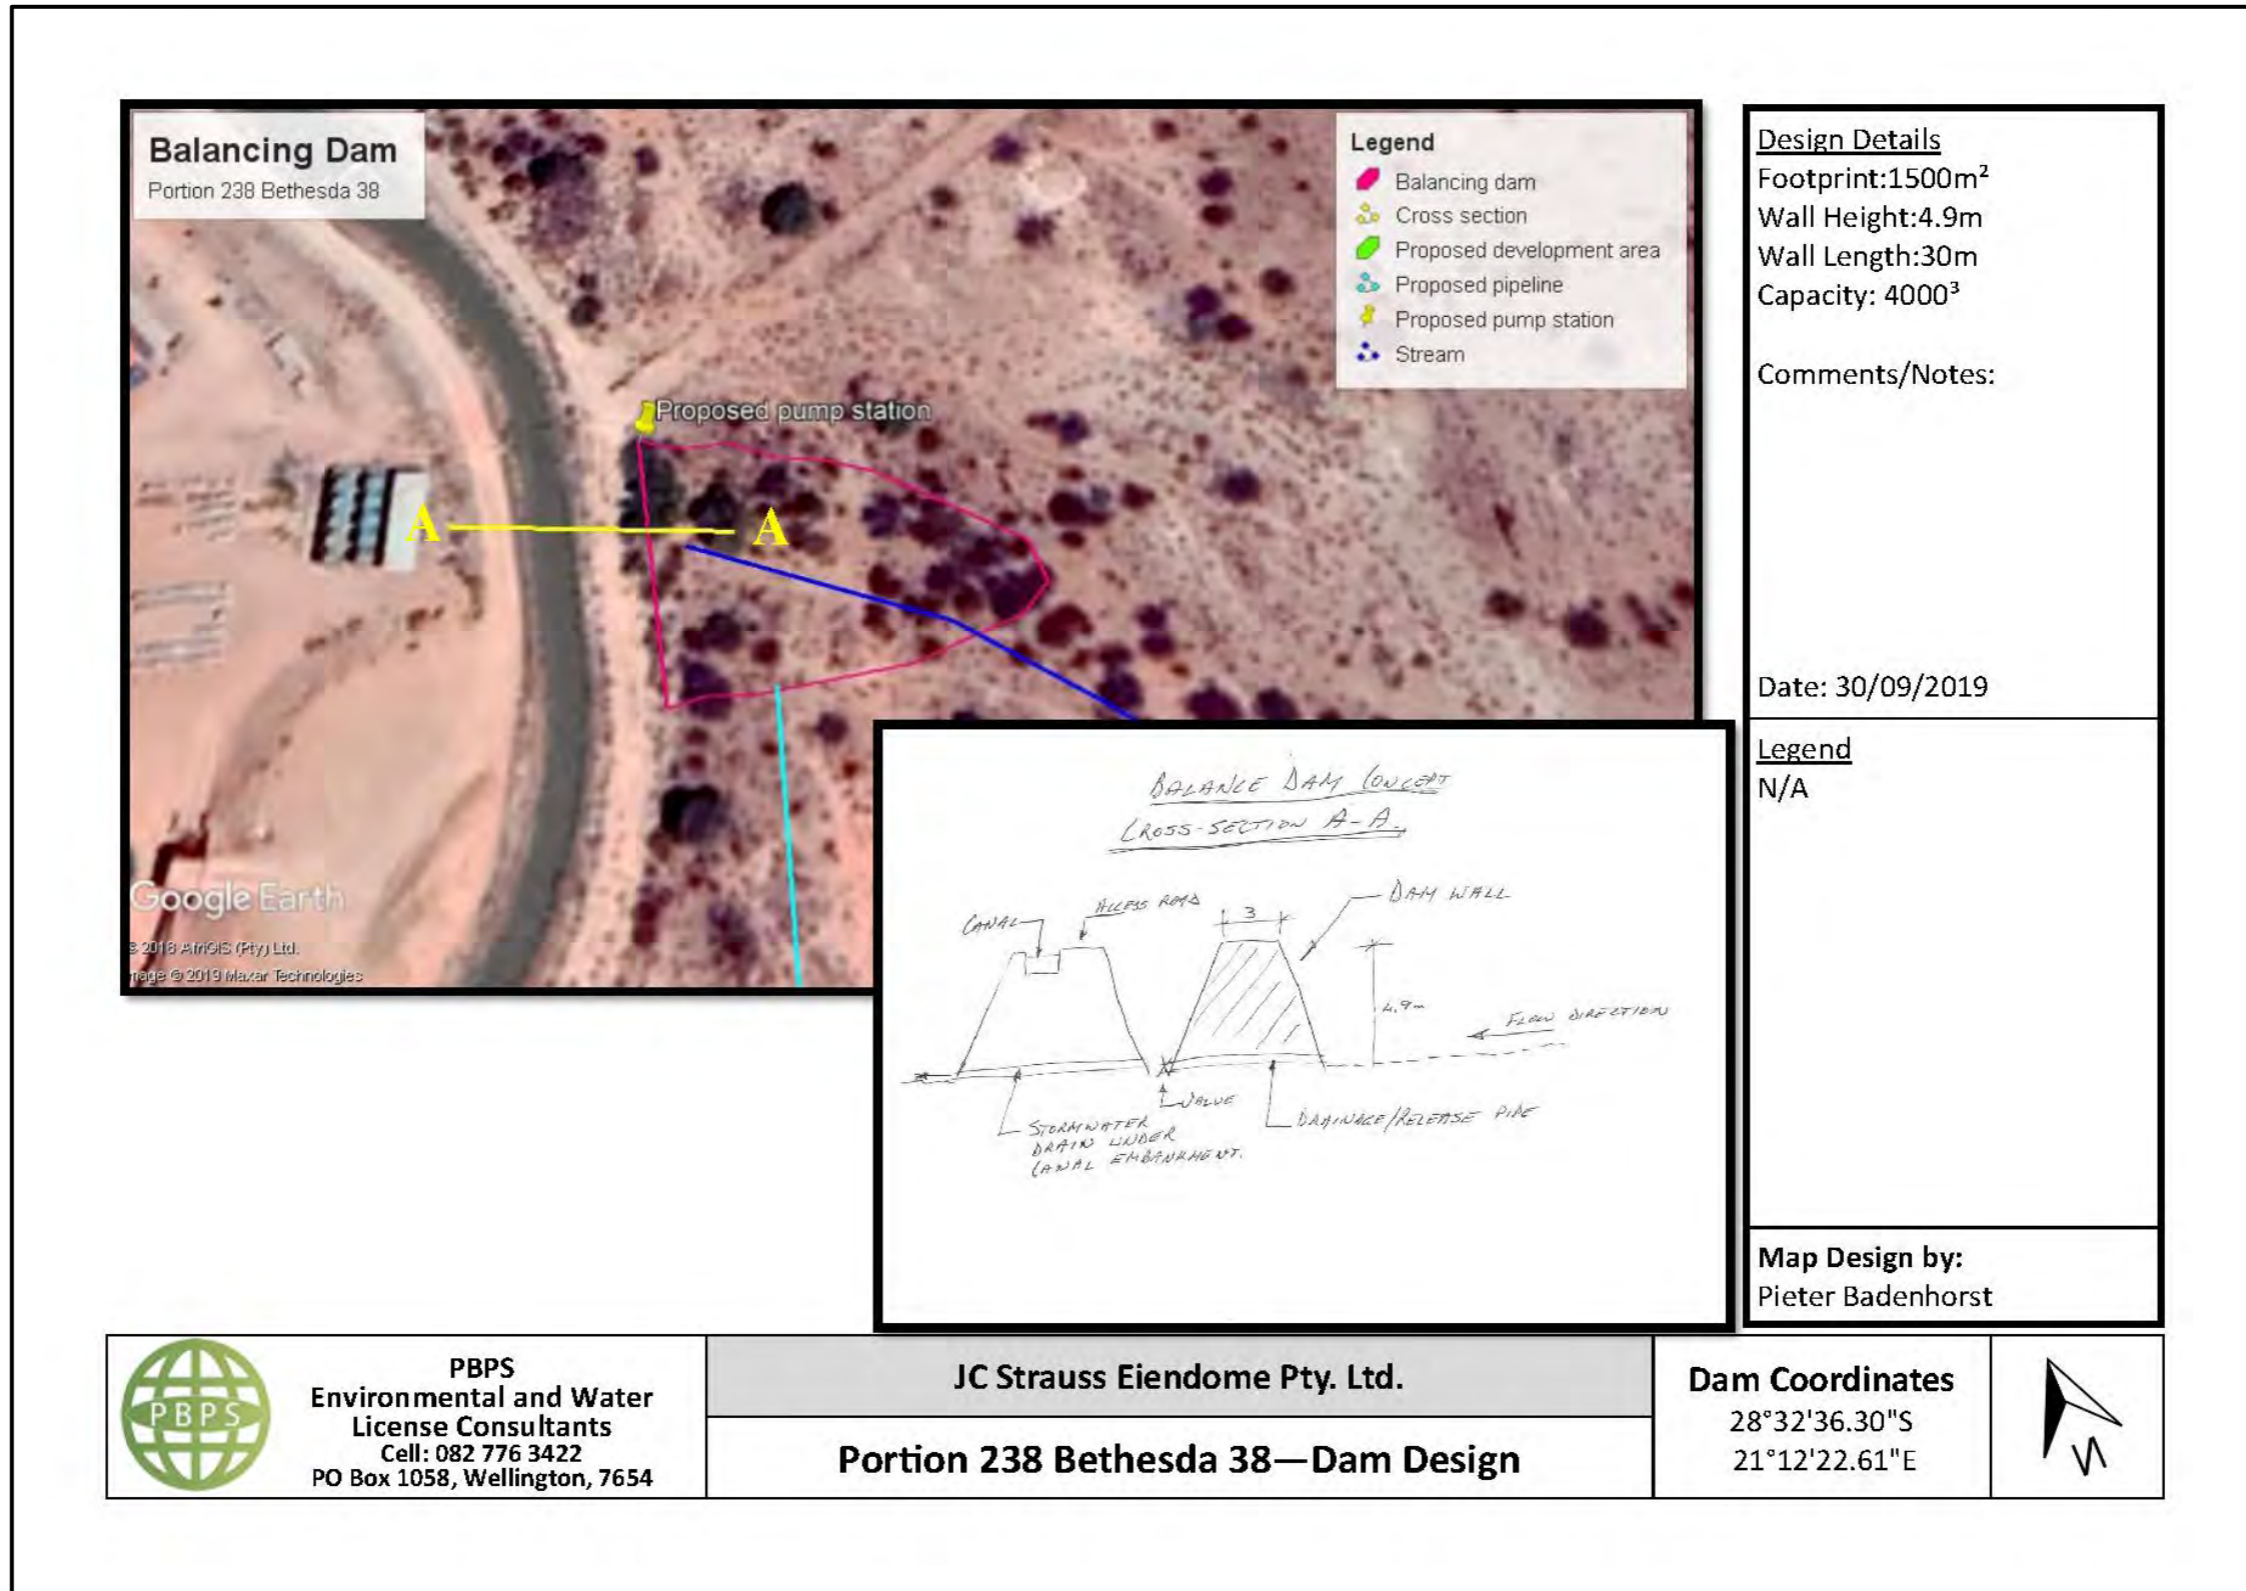 Balancing Dam
Portion 238 Bethesda 38
Legend
Balancing dam
Cross section
Proposed development area
Proposed pipeline
Proposed pump station
Stream
Proposed pump station
A
A
Google Earth
© 2018 AfriGIS (Pty) Ltd.
Image © 2019 Maxar Technologies
Design Details
Footprint:1500m²
Wall Height:4.9m
Wall Length:30m
Capacity: 4000³
Comments/Notes:
Date: 30/09/2019
Legend
N/A
Map Design by:
Pieter Badenhorst
BALANCE DAM CONCEPT
CROSS-SECTION A-A.
CANAL
ACCESS ROAD
3
DAM WALL
4.9m
FLOW DIRECTION
VALVE
STORMWATER
DRAIN UNDER
CANAL EMBANKMENT.
DRAINAGE/RELEASE PIPE
PBPS
PBPS
Environmental and Water
License Consultants
Cell: 082 776 3422
PO Box 1058, Wellington, 7654
JC Strauss Eiendome Pty. Ltd.
Portion 238 Bethesda 38—Dam Design
Dam Coordinates
28°32'36.30"S
21°12'22.61"E
N